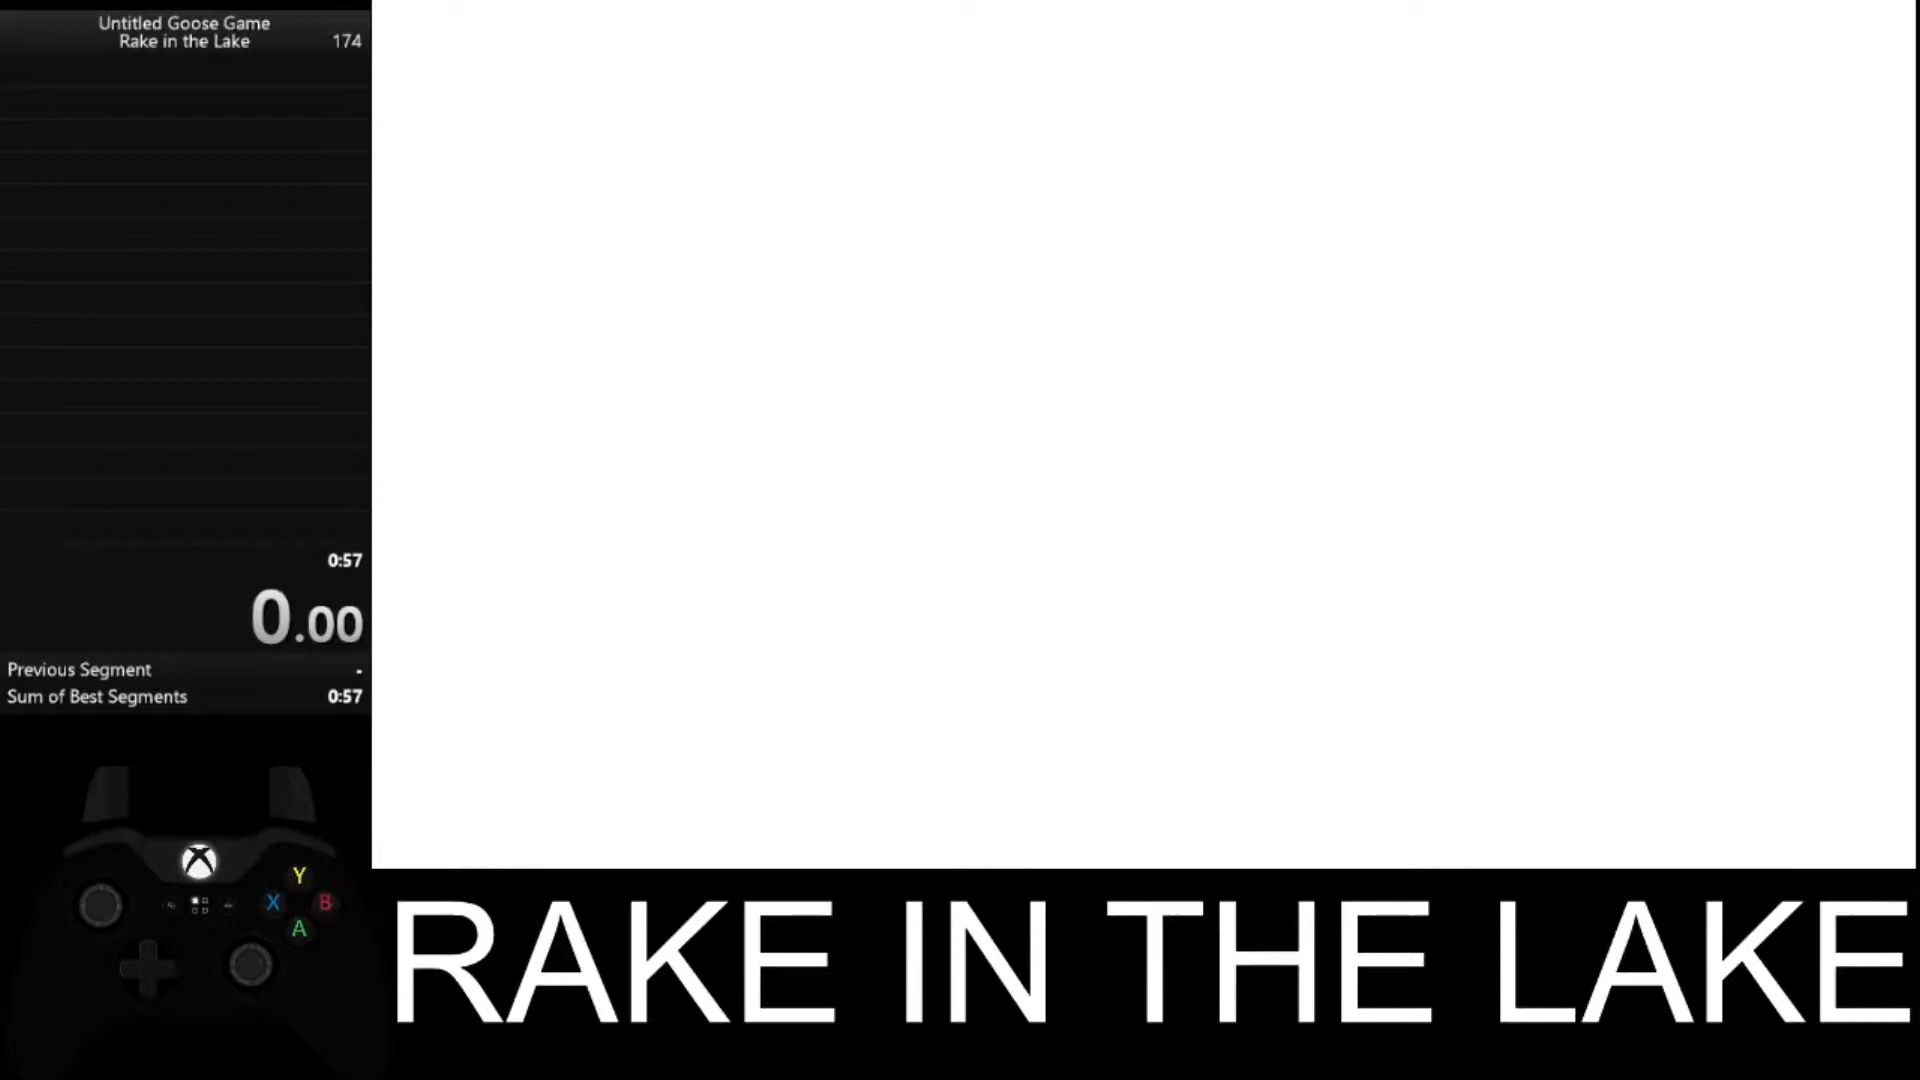 Untitled Goose Game
Rake in the Lake 174
0:57
0.00
Previous Segment -
Sum of Best Segments 0:57
Y
X B
A
RAKE IN THE LAKE